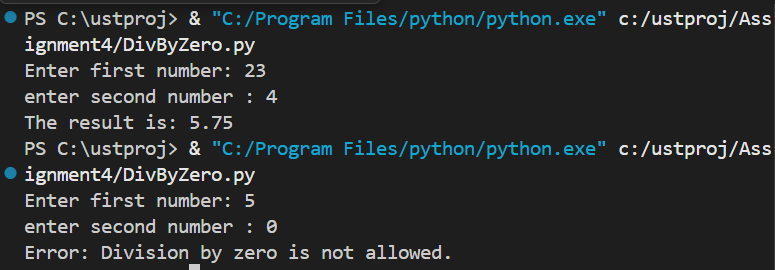 PS C:\ustproj> & "C:/Program Files/python/python.exe" c:/ustproj/Ass
ignment4/DivByZero.py
Enter first number: 23
enter second number : 4
The result is: 5.75
PS C:\ustproj> & "C:/Program Files/python/python.exe" c:/ustproj/Ass
ignment4/DivByZero.py
Enter first number: 5
enter second number : 0
Error: Division by zero is not allowed.